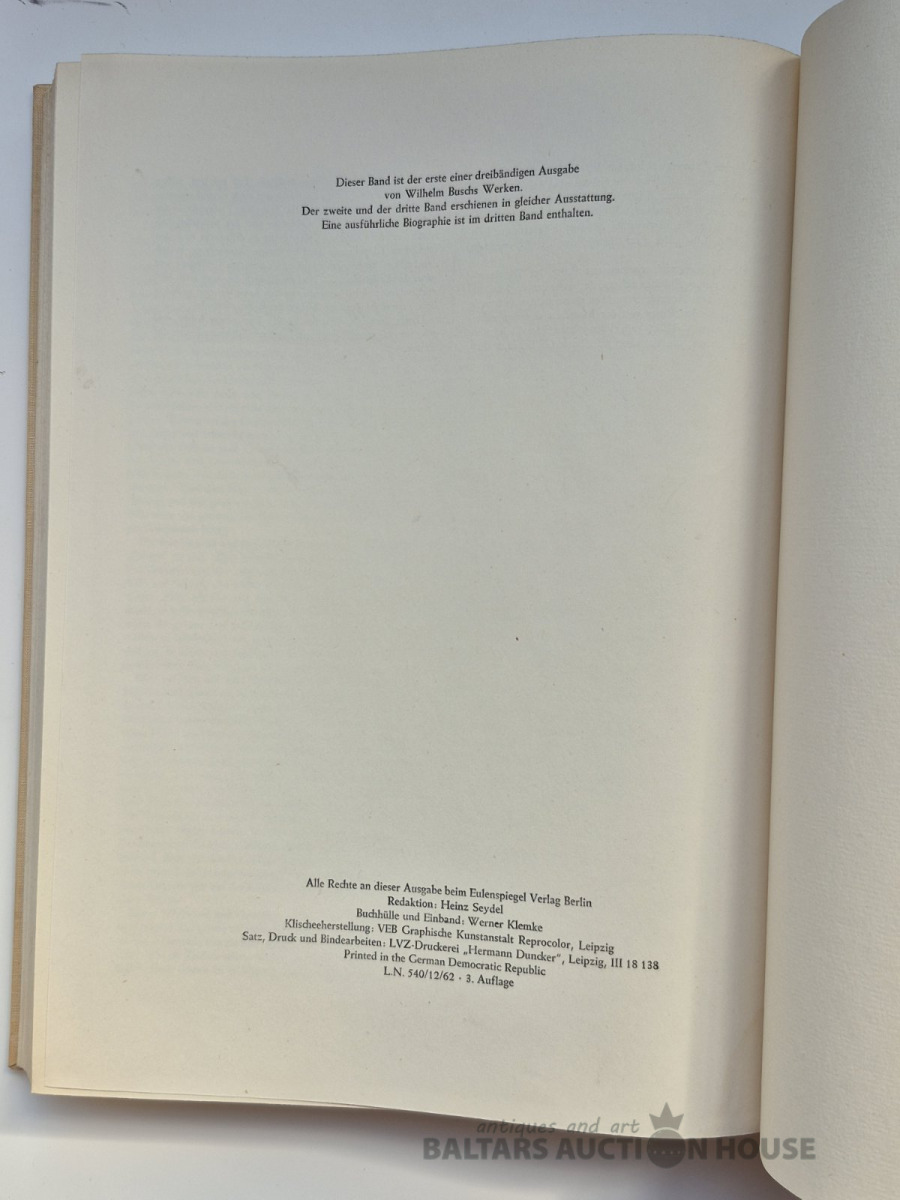 Dieser Band ist der erste einer dreibändigen Ausgabe
von Wilhelm Buschs Werken.
Der zweite und der dritte Band erschienen in gleicher Ausstattung.
Eine ausführliche Biographie ist im dritten Band enthalten.
Alle Rechte an dieser Ausgabe beim Eulenspiegel Verlag Berlin
Redaktion: Heinz Seydel
Buchhülle und Einband: Werner Klemke
Klischeeherstellung: VEB Graphische Kunstanstalt Reprocolor, Leipzig
Satz, Druck und Bindearbeiten: LVZ-Druckerei „Hermann Duncker“, Leipzig, III 18 138
Printed in the German Democratic Republic
L.N. 540/12/62 · 3. Auflage
antiques and art
BALTARS AUCTION HOUSE